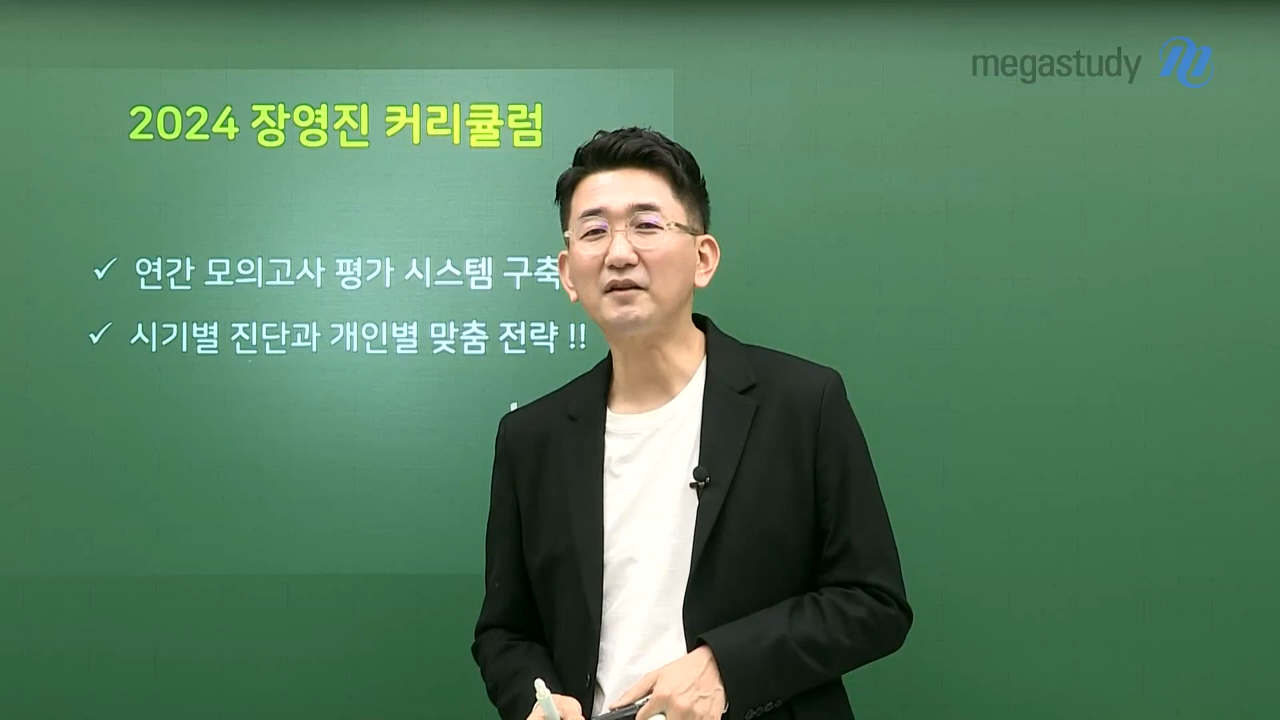 megastudy
2024 장영진 커리큘럼
✓ 연간 모의고사 평가 시스템 구축
✓ 시기별 진단과 개인별 맞춤 전략 !!